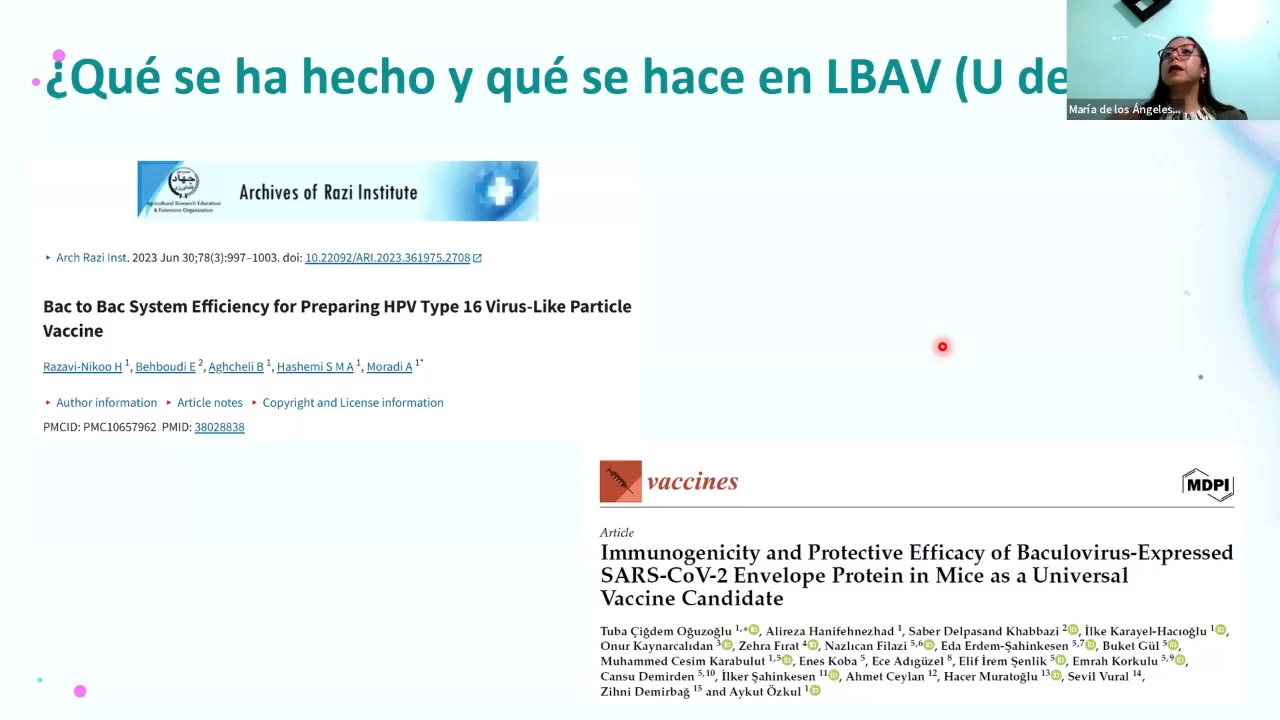 ¿Qué se ha hecho y qué se hace en LBAV (U de
María de los Ángeles...
Agricultural Research Education
& Extension Organization
Archives of Razi Institute
Arch Razi Inst. 2023 Jun 30;78(3):997–1003. doi: 10.22092/ARI.2023.361975.2708
Bac to Bac System Efficiency for Preparing HPV Type 16 Virus-Like Particle
Vaccine
Razavi-Nikoo H 1, Behboudi E 2, Aghcheli B 1, Hashemi S M A 1, Moradi A 1*
Author information Article notes Copyright and License information
PMCID: PMC10657962 PMID: 38028838
vaccines
MDPI
Article
Immunogenicity and Protective Efficacy of Baculovirus-Expressed
SARS-CoV-2 Envelope Protein in Mice as a Universal
Vaccine Candidate
Tuba Çiğdem Oğuzoğlu 1,*, Alireza Hanifehnezhad 1, Saber Delpasand Khabbazi 2, İlke Karayel-Hacıoğlu 1,
Onur Kaynarcalıdan 3, Zehra Fırat 4, Nazlıcan Filazi 5,6, Eda Erdem-Şahinkesen 5,7, Buket Gül 5,
Muhammed Cesim Karabulut 1,5, Enes Koba 5, Ece Adıgüzel 8, Elif İrem Şenlik 5, Emrah Korkulu 5,9,
Cansu Demirden 5,10, İlker Şahinkesen 11, Ahmet Ceylan 12, Hacer Muratoğlu 13, Sevil Vural 14,
Zihni Demirbağ 15 and Aykut Özkul 1